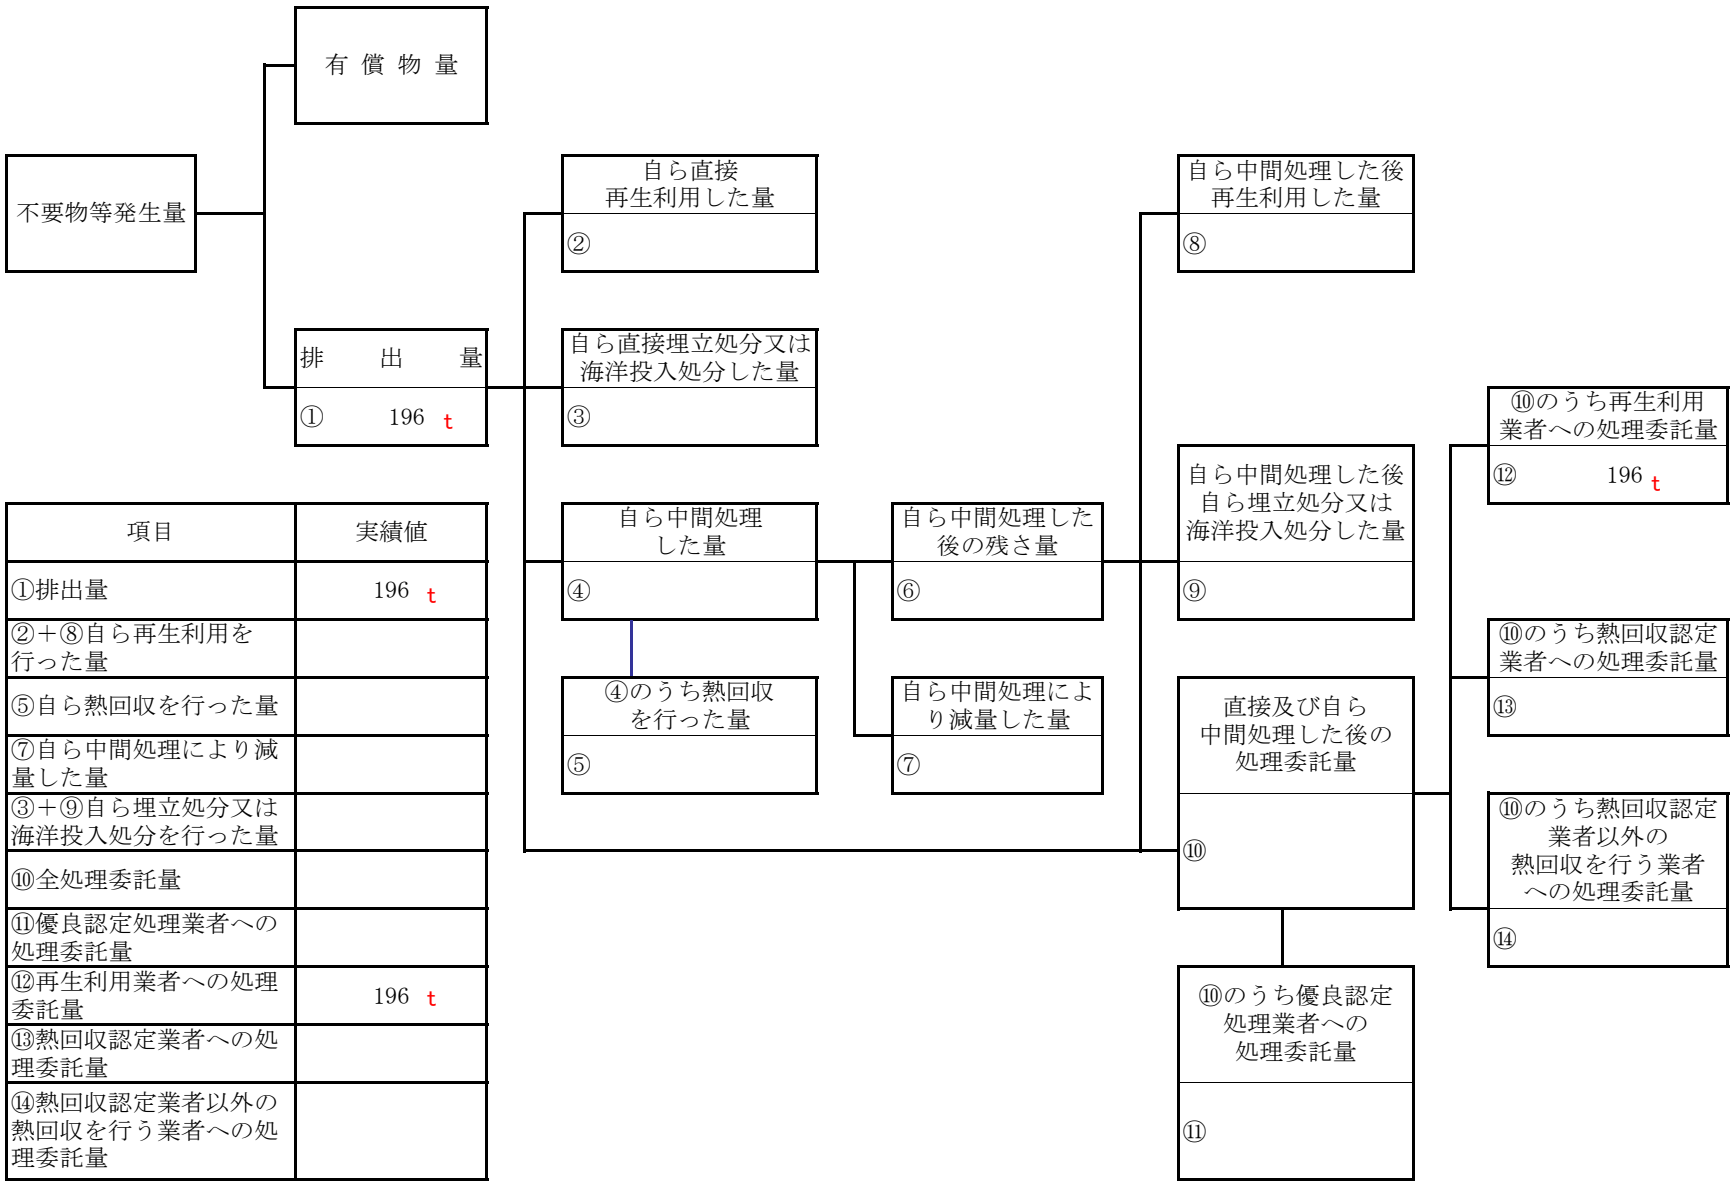 有償物量
不要物等発生量
自ら直接
再生利用した量
②
自ら中間処理した後
再生利用した量
⑧
排出量
① 196 t
自ら直接埋立処分又は
海洋投入処分した量
③
⑩のうち再生利用
業者への処理委託量
⑫ 196 t
自ら中間処理した後
自ら埋立処分又は
海洋投入処分した量
⑨
自ら中間処理
した量
④
自ら中間処理した
後の残さ量
⑥
④のうち熱回収
を行った量
⑤
自ら中間処理によ
り減量した量
⑦
直接及び自ら
中間処理した後の
処理委託量
⑩
⑩のうち熱回収認定
業者への処理委託量
⑬
⑩のうち熱回収認定
業者以外の
熱回収を行う業者
への処理委託量
⑭
⑩のうち優良認定
処理業者への
処理委託量
⑪
項目 実績値
①排出量 196 t
②＋⑧自ら再生利用を
行った量
⑤自ら熱回収を行った量
⑦自ら中間処理により減
量した量
③＋⑨自ら埋立処分又は
海洋投入処分を行った量
⑩全処理委託量
⑪優良認定処理業者への
処理委託量
⑫再生利用業者への処理
委託量 196 t
⑬熱回収認定業者への処
理委託量
⑭熱回収認定業者以外の
熱回収を行う業者への処
理委託量